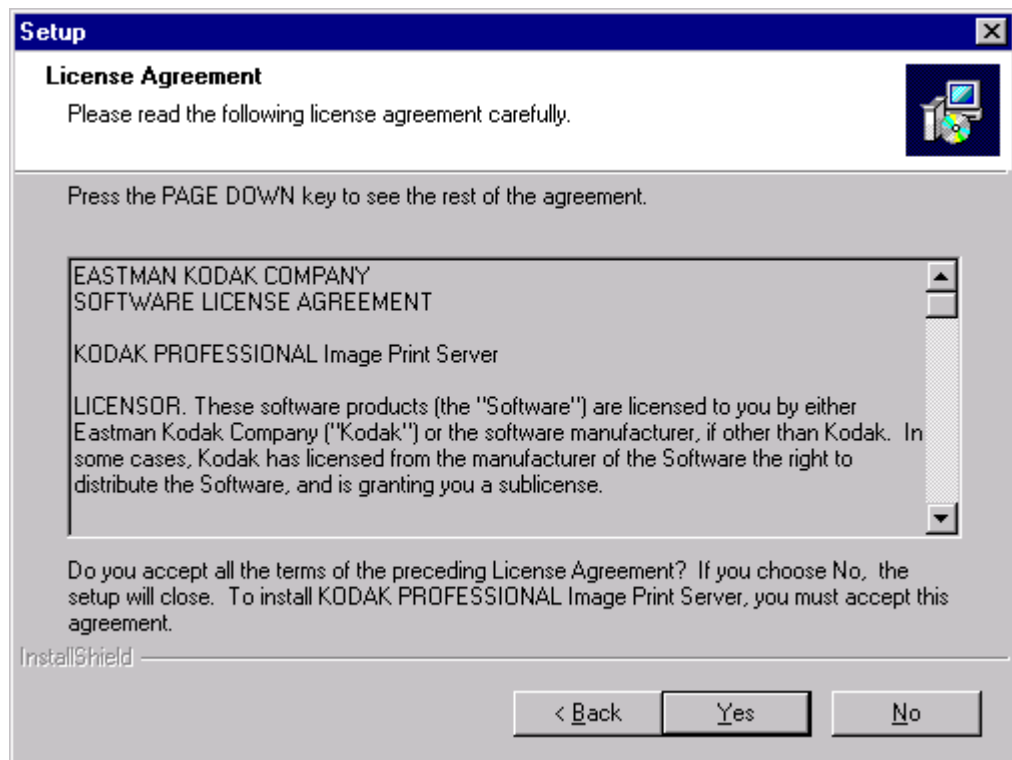 Setup
License Agreement
Please read the following license agreement carefully.
Press the PAGE DOWN key to see the rest of the agreement.
EASTMAN KODAK COMPANY
SOFTWARE LICENSE AGREEMENT
KODAK PROFESSIONAL Image Print Server
LICENSOR. These software products (the "Software") are licensed to you by either
Eastman Kodak Company ("Kodak") or the software manufacturer, if other than Kodak.  In
some cases, Kodak has licensed from the manufacturer of the Software the right to
distribute the Software, and is granting you a sublicense.
Do you accept all the terms of the preceding License Agreement?  If you choose No,  the
setup will close.  To install KODAK PROFESSIONAL Image Print Server, you must accept this
agreement.
InstallShield
< Back Yes No